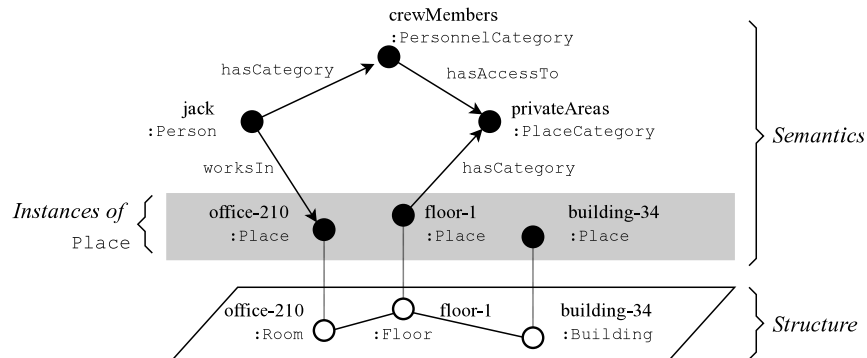 crewMembers
:PersonnelCategory
hasCategory
hasAccessTo
jack
:Person
privateAreas
:PlaceCategory
Semantics
worksIn
hasCategory
Instances of
Place
office-210
:Place
floor-1
:Place
building-34
:Place
office-210
:Room
floor-1
:Floor
building-34
:Building
Structure